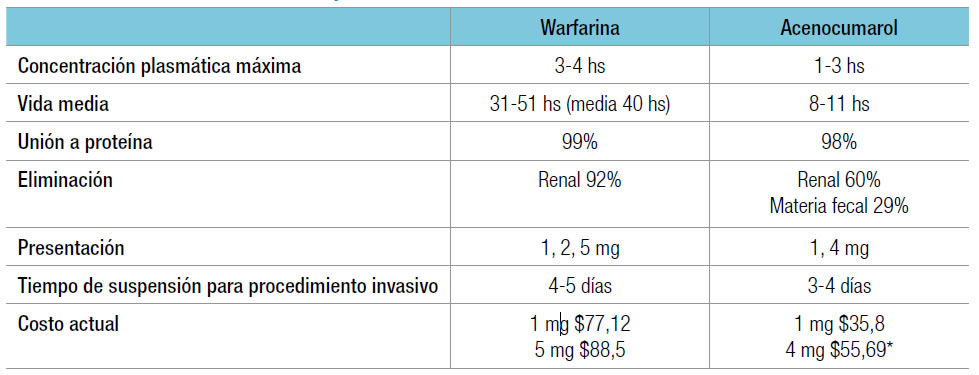 Warfarina Acenocumarol
Concentración plasmática máxima 3-4 hs 1-3 hs
Vida media 31-51 hs (media 40 hs) 8-11 hs
Unión a proteína 99% 98%
Eliminación Renal 92% Renal 60%
Materia fecal 29%
Presentación 1, 2, 5 mg 1, 4 mg
Tiempo de suspensión para procedimiento invasivo 4-5 días 3-4 días
Costo actual 1 mg $77,12 1 mg $35,8
5 mg $88,5 4 mg $55,69*